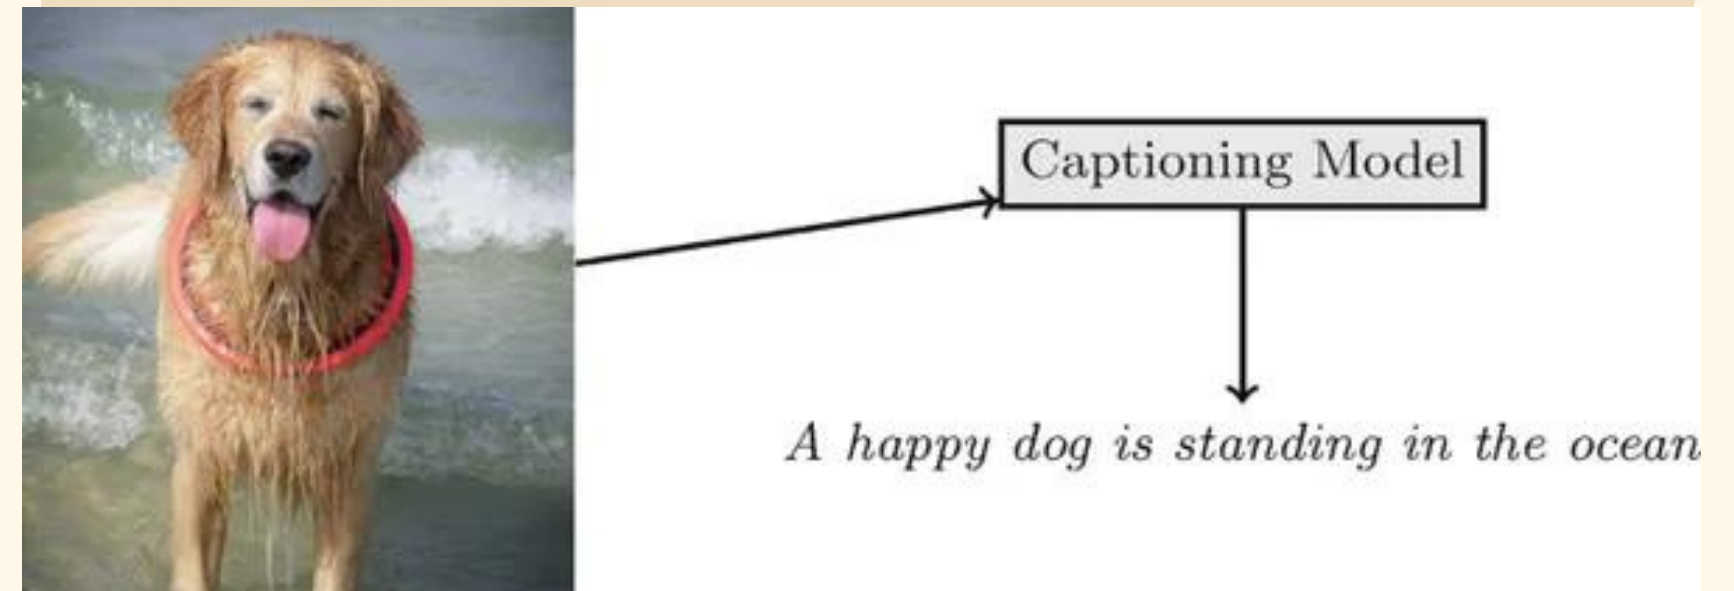 Captioning Model
A happy dog is standing in the ocean